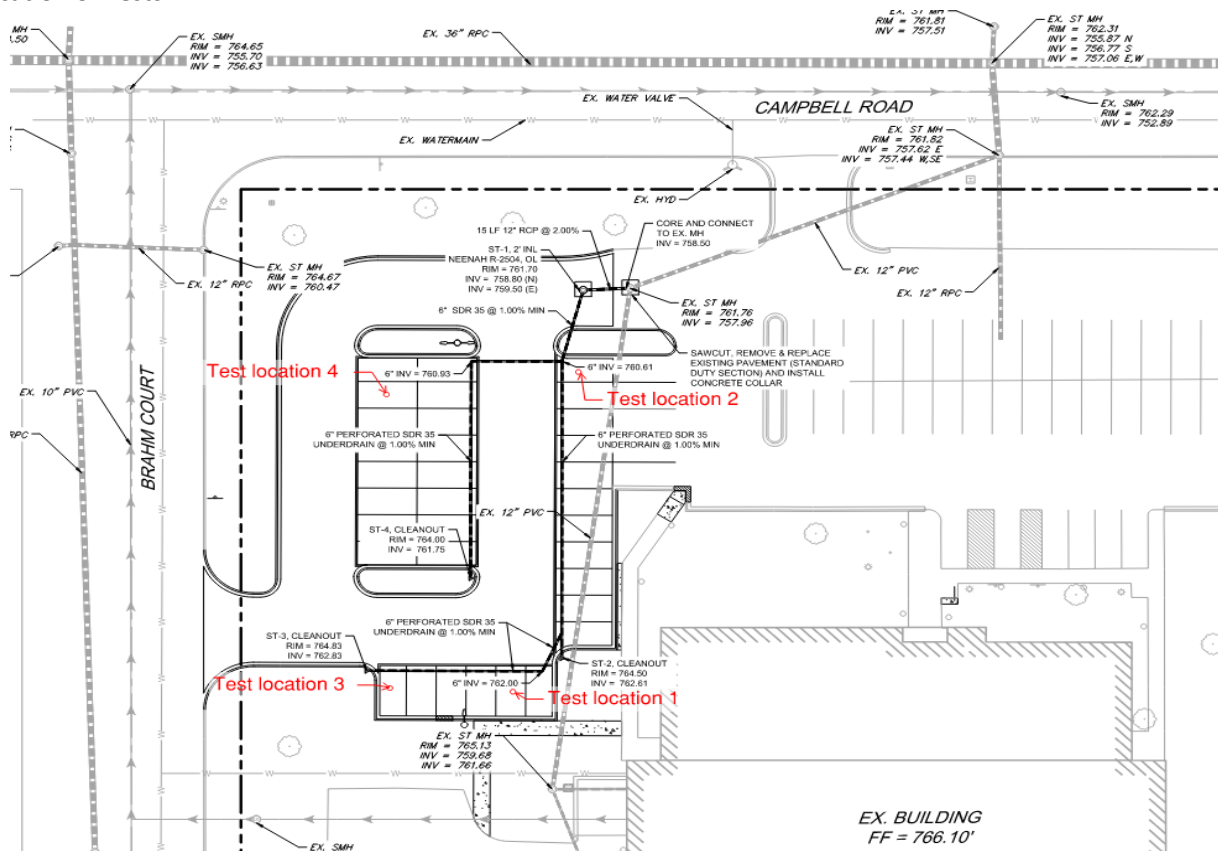 MH
.50
EX. SMH
RIM = 764.65
INV = 755.70
INV = 756.63
EX. 36" RPC
EX. ST MH
RIM = 761.81
INV = 757.51
EX. ST MH
RIM = 762.31
INV = 755.87 N
INV = 756.77 S
INV = 757.06 E,W
EX. WATER VALVE
CAMPBELL ROAD
EX. SMH
RIM = 762.29
INV = 752.89
EX. WATERMAIN
EX. ST MH
RIM = 761.82
INV = 757.62 E
INV = 757.44 W,SE
EX. HYD
15 LF 12" RCP @ 2.00%
CORE AND CONNECT
TO EX. MH
INV = 758.50
ST-1, 2' INL
NEENAH R-2504, OL
RIM = 761.70
INV = 758.80 (N)
INV = 759.50 (E)
EX. ST MH
RIM = 764.67
INV = 760.47
EX. 12" RPC
EX. 12" PVC
EX. 12" RPC
EX. ST MH
RIM = 761.76
INV = 757.96
6" SDR 35 @ 1.00% MIN
SAWCUT, REMOVE & REPLACE
EXISTING PAVEMENT (STANDARD
DUTY SECTION) AND INSTALL
CONCRETE COLLAR
Test location 4
6" INV = 760.93
6" INV = 760.61
Test location 2
EX. 10" PVC
BRAHM COURT
RPC
6" PERFORATED SDR 35
UNDERDRAIN @ 1.00% MIN
6" PERFORATED SDR 35
UNDERDRAIN @ 1.00% MIN
EX. 12" PVC
ST-4, CLEANOUT
RIM = 764.00
INV = 761.75
6" PERFORATED SDR 35
UNDERDRAIN @ 1.00% MIN
ST-3, CLEANOUT
RIM = 764.83
INV = 762.83
ST-2, CLEANOUT
RIM = 764.50
INV = 762.61
6" INV = 762.00
Test location 3
Test location 1
EX. ST MH
RIM = 765.13
INV = 759.68
INV = 761.66
EX. BUILDING
FF = 766.10'
EX. SMH